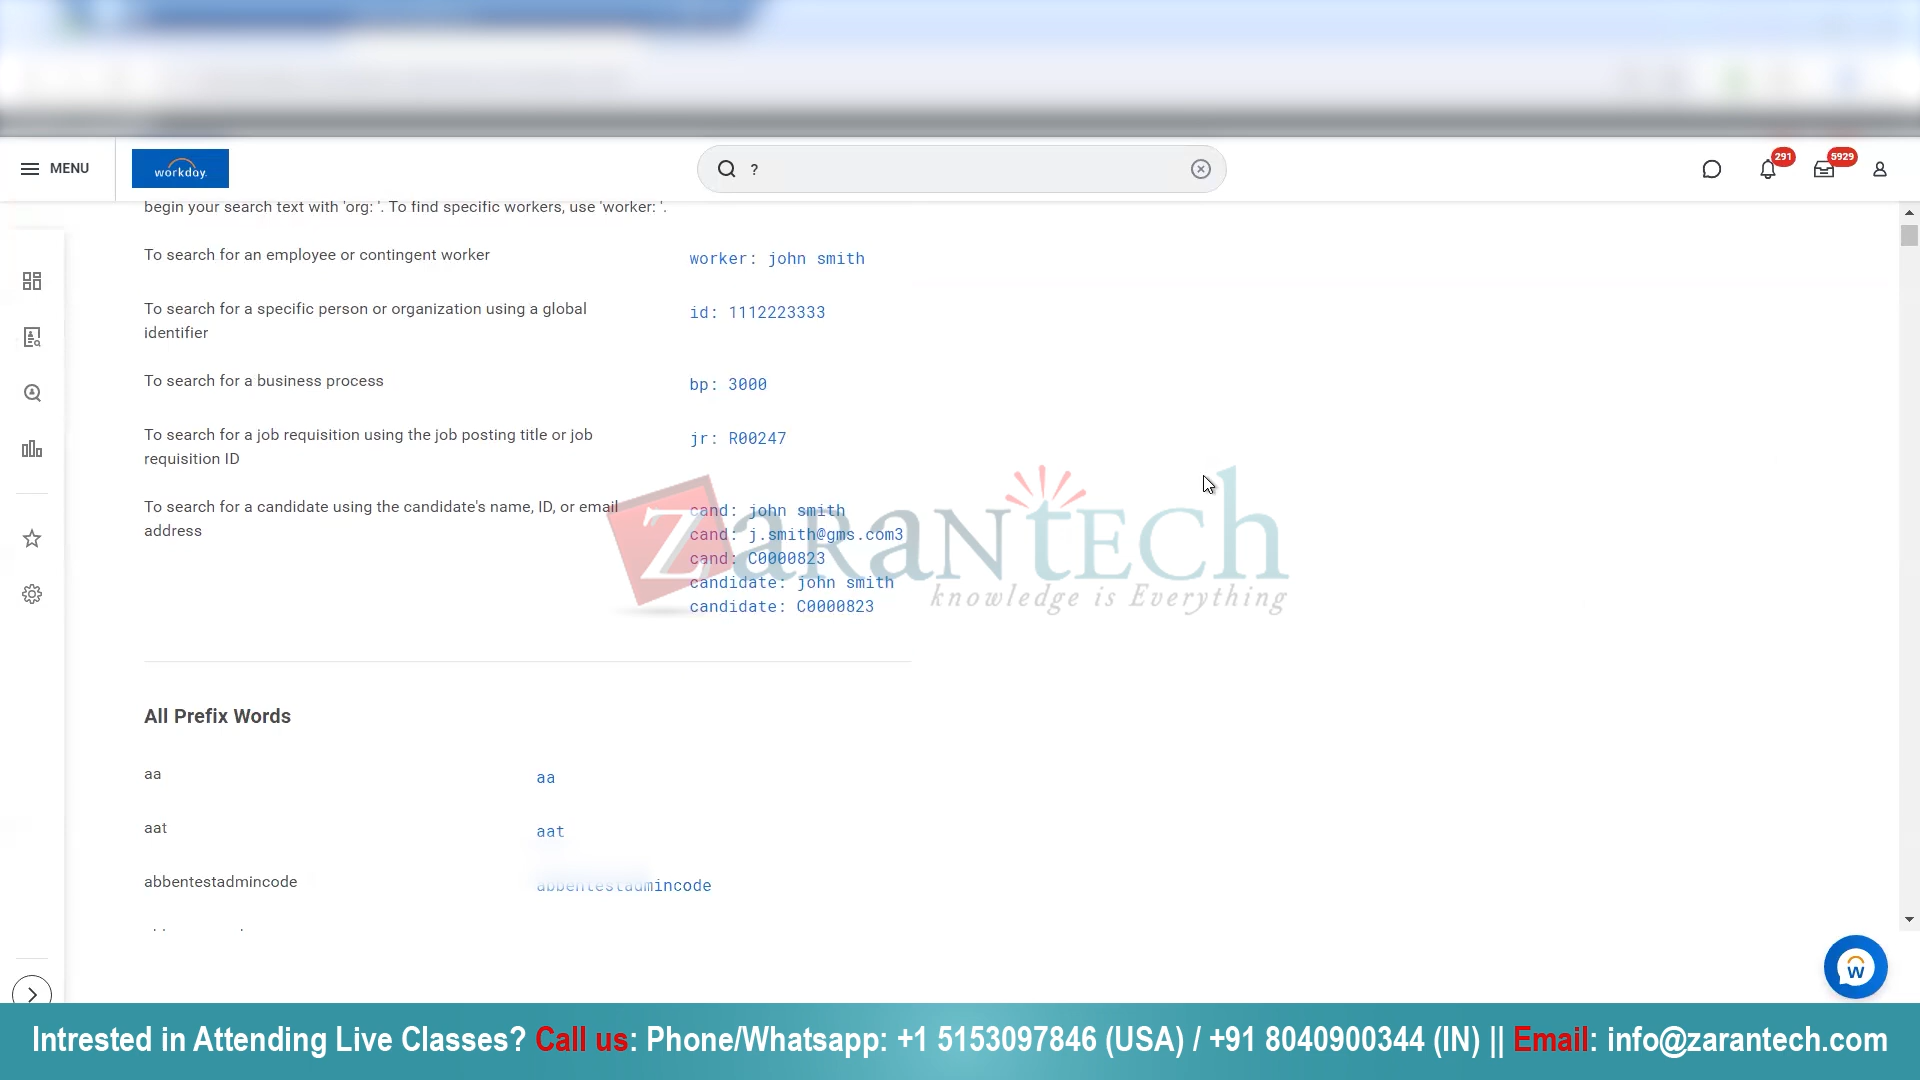 MENU
workday.
?
291
5929
begin your search text with 'org: '. To find specific workers, use 'worker: '.
To search for an employee or contingent worker
worker: john smith
To search for a specific person or organization using a global
identifier
id: 1112223333
To search for a business process
bp: 3000
To search for a job requisition using the job posting title or job
requisition ID
jr: R00247
To search for a candidate using the candidate's name, ID, or email
address
cand: john smith
cand: j.smith@gms.com3
cand: C0000823
candidate: john smith
candidate: C0000823
ZARANTECH
knowledge is Everything
All Prefix Words
aa
aa
aat
aat
abbentestadmincode
abbentestadmincode
W
Intrested in Attending Live Classes? Call us: Phone/Whatsapp: +1 5153097846 (USA) / +91 8040900344 (IN) || Email: info@zarantech.com